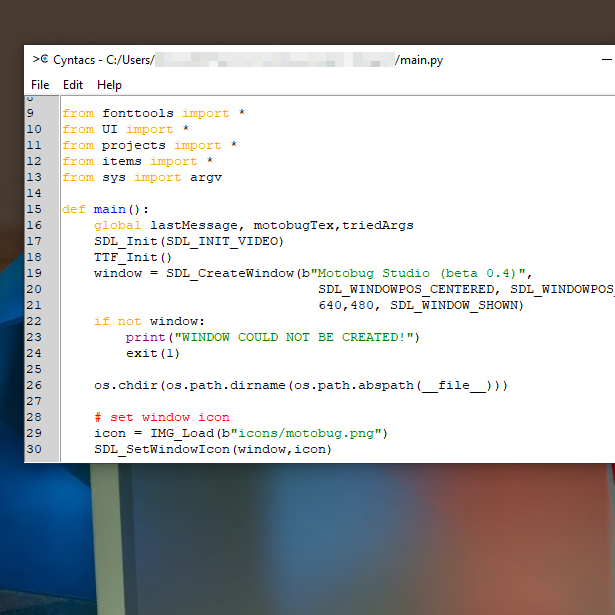 >C Cyntacs - C:/Users/ /main.py
File Edit Help
9 from fonttools import *
10 from UI import *
11 from projects import *
12 from items import *
13 from sys import argv
14
15 def main():
16 global lastMessage, motobugTex,triedArgs
17 SDL_Init(SDL_INIT_VIDEO)
18 TTF_Init()
19 window = SDL_CreateWindow(b"Motobug Studio (beta 0.4)",
20 SDL_WINDOWPOS_CENTERED, SDL_WINDOWPOS_
21 640,480, SDL_WINDOW_SHOWN)
22 if not window:
23 print("WINDOW COULD NOT BE CREATED!")
24 exit(1)
25
26 os.chdir(os.path.dirname(os.path.abspath(__file__)))
27
28 # set window icon
29 icon = IMG_Load(b"icons/motobug.png")
30 SDL_SetWindowIcon(window,icon)